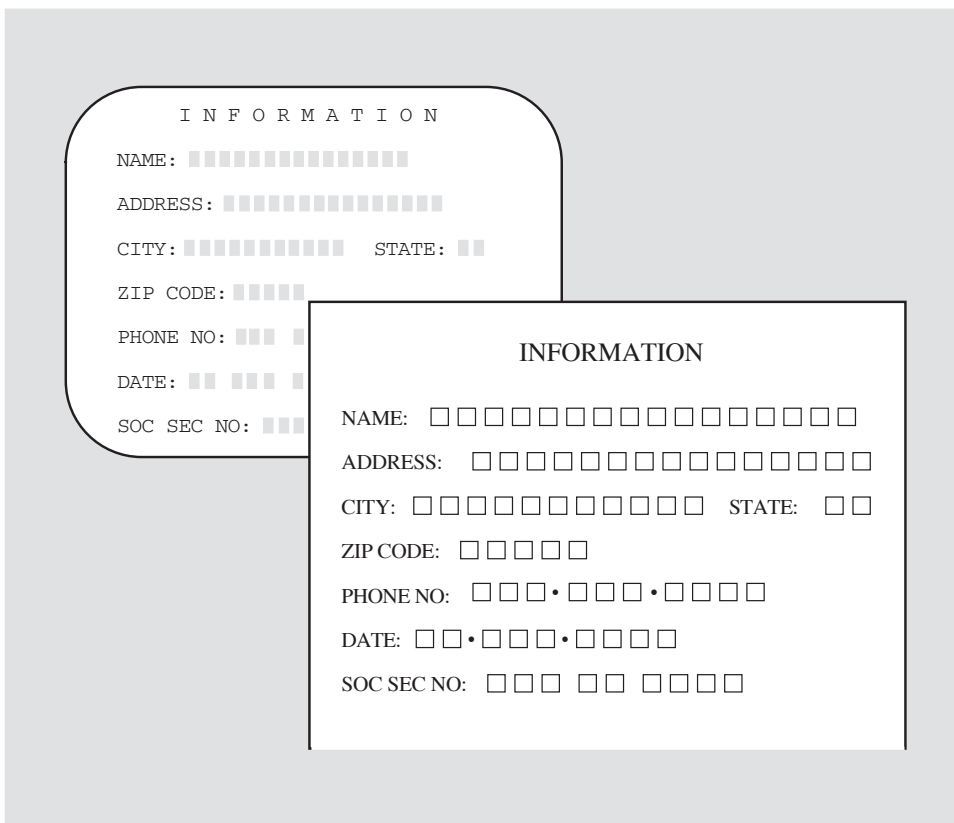 I N F O R M A T I O N
NAME:
ADDRESS:
CITY: STATE:
ZIP CODE:
PHONE NO:
DATE:
SOC SEC NO:
INFORMATION
NAME:
ADDRESS:
CITY: STATE:
ZIP CODE:
PHONE NO:
DATE:
SOC SEC NO: